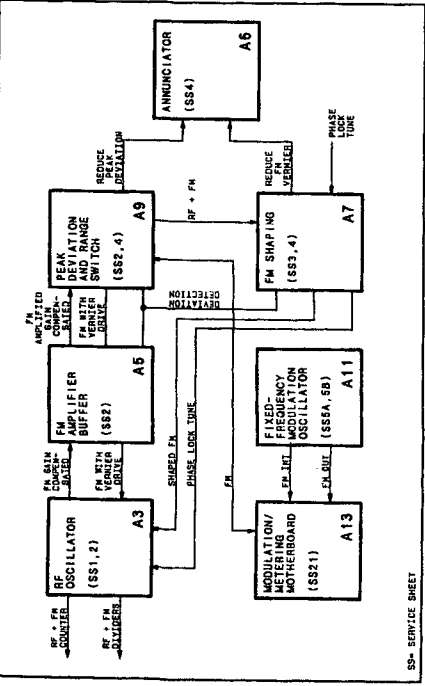 RF + FM
COUNTER
RF + FM
DIVIDERS
RF
OSCILLATOR
(SS1,2)
A3
FM GAIN
COMPEN-
SATED
FM WITH
VERNIER
DRIVE
FM
AMPLIFIER
BUFFER
(SS2)
A5
FM
AMPLIFIED
GAIN
COMPEN-
SATED
FM WITH
VERNIER
DRIVE
PEAK
DEVIATION
AND RANGE
SWITCH
(SS2,4)
A9
REDUCE
PEAK
DEVIATION
ANNUNCIATOR
(SS4)
A6
SHAPED FM
PHASE LOCK TUNE
DEVIATION
DETECTION
RF + FM
REDUCE
FM
VERNIER
FM
FM SHAPING
(SS3,4)
A7
PHASE
LOCK
TUNE
MODULATION/
METERING
MOTHERBOARD
(SS21)
A13
FM INT
FM OUT
FIXED-
FREQUENCY
MODULATION
OSCILLATOR
(SS5A,5B)
A11
SS= SERVICE SHEET